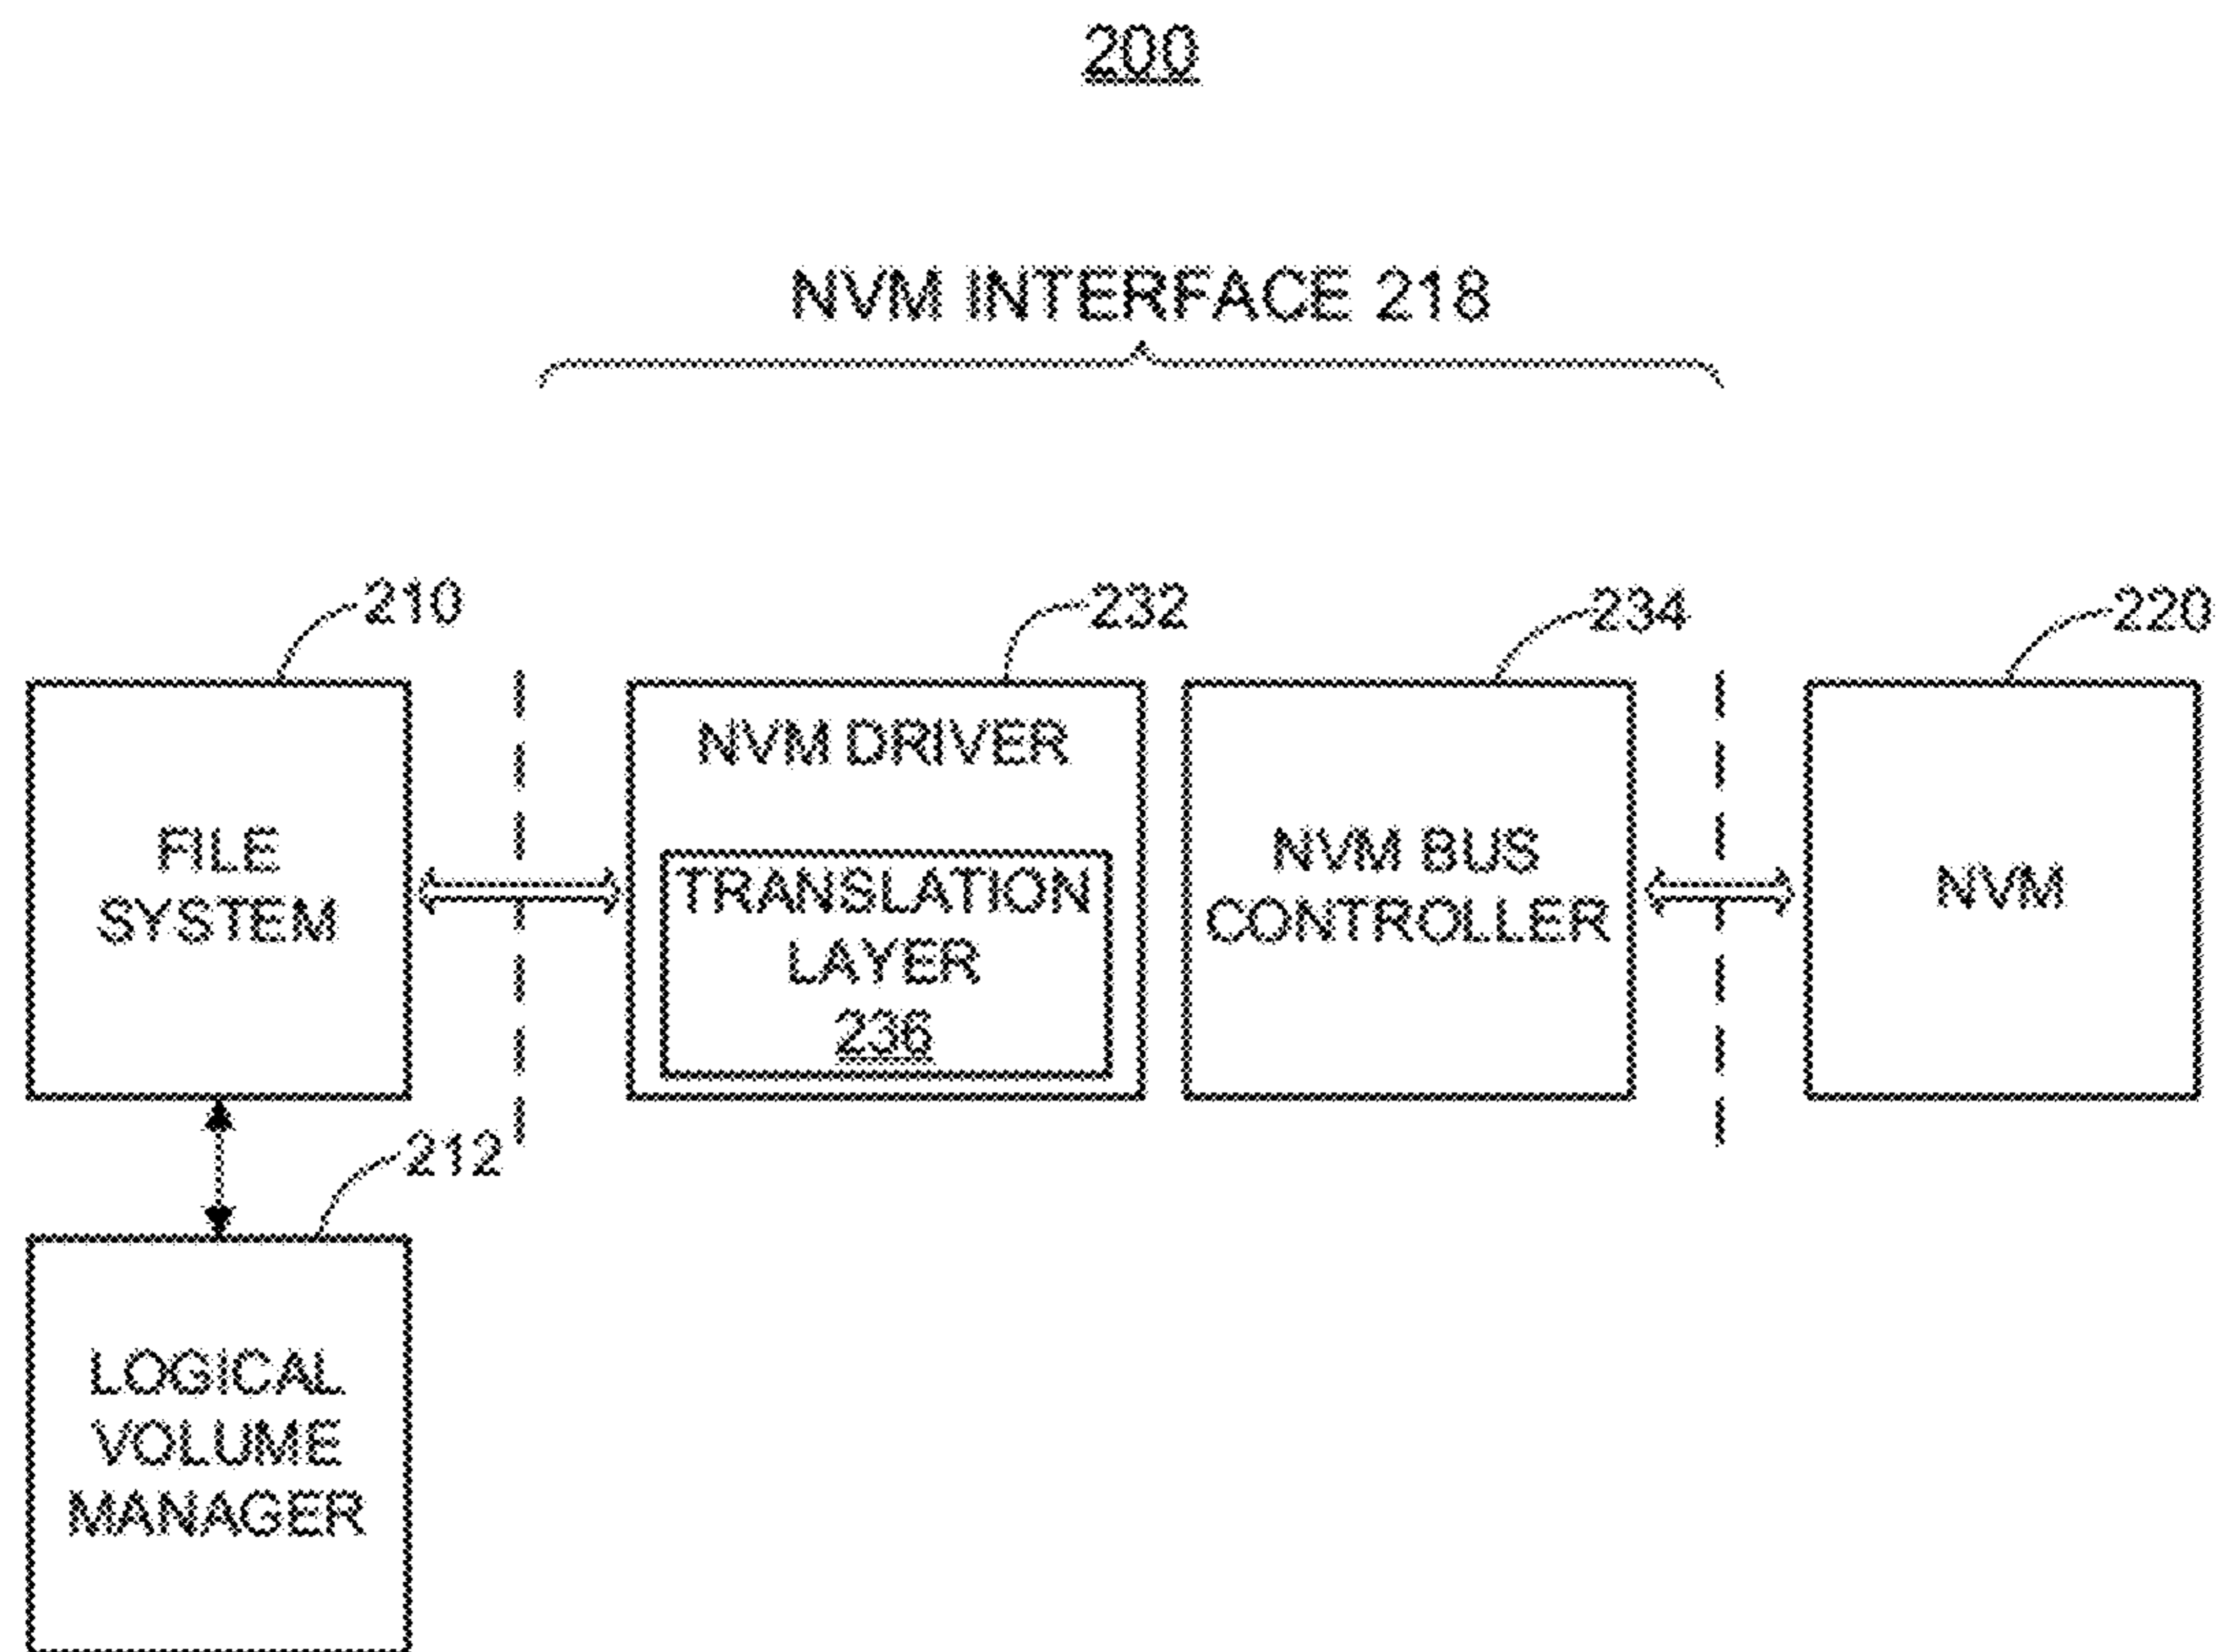 200
NVM INTERFACE 218
210
232
234
220
FILE
SYSTEM
NVM DRIVER
TRANSLATION
LAYER
236
NVM BUS
CONTROLLER
NVM
212
LOGICAL
VOLUME
MANAGER